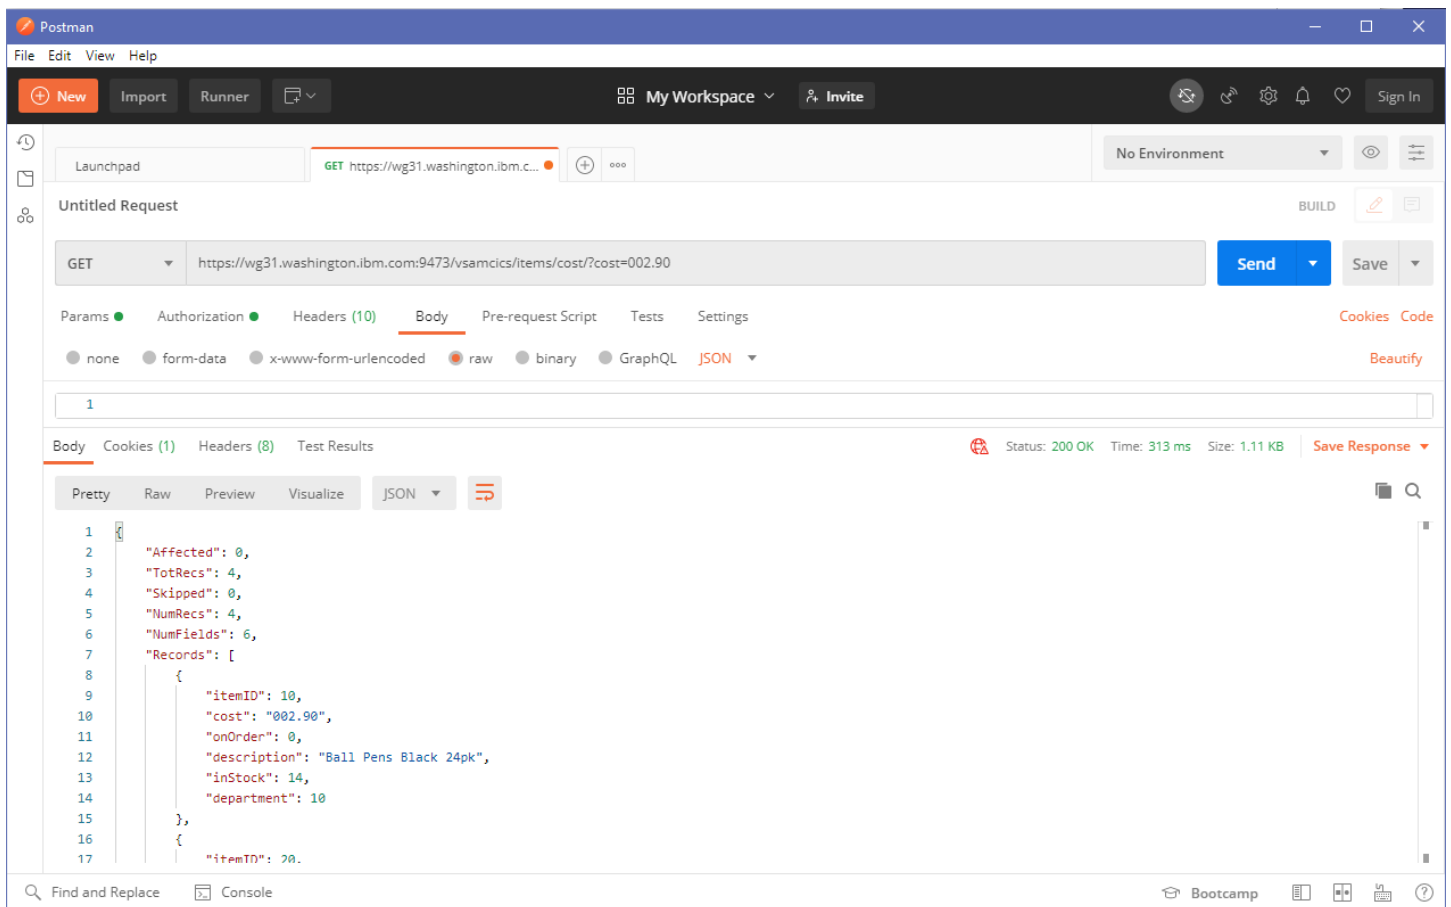 Postman
File Edit View Help
New Import Runner My Workspace Invite Sign In
Launchpad GET https://wg31.washington.ibm.c... No Environment
Untitled Request BUILD
GET https://wg31.washington.ibm.com:9473/vsamcics/items/cost/?cost=002.90 Send Save
Params Authorization Headers (10) Body Pre-request Script Tests Settings Cookies Code
none form-data x-www-form-urlencoded raw binary GraphQL JSON Beautify
1
Body Cookies (1) Headers (8) Test Results Status: 200 OK Time: 313 ms Size: 1.11 KB Save Response
Pretty Raw Preview Visualize JSON
1 {
2 "Affected": 0,
3 "TotRecs": 4,
4 "Skipped": 0,
5 "NumRecs": 4,
6 "NumFields": 6,
7 "Records": [
8 {
9 "itemID": 10,
10 "cost": "002.90",
11 "onOrder": 0,
12 "description": "Ball Pens Black 24pk",
13 "inStock": 14,
14 "department": 10
15 },
16 {
17 "itemID": 20,
Find and Replace Console Bootcamp